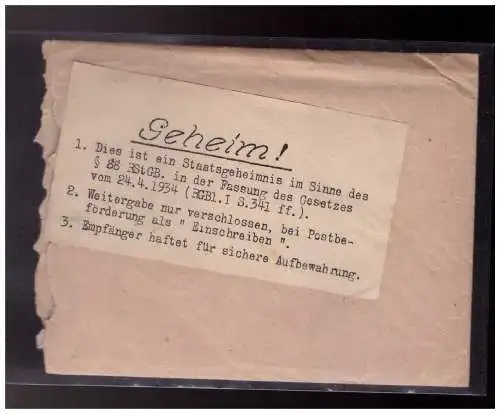 Geheim!
1. Dies ist ein Staatsgeheimnis im Sinne des
§ 88 RStGB. in der Fassung des Gesetzes
vom 24.4.1934 (RGBl.I S.341 ff.).
2. Weitergabe nur verschlossen, bei Postbe-
förderung als " Einschreiben ".
3. Empfänger haftet für sichere Aufbewahrung.